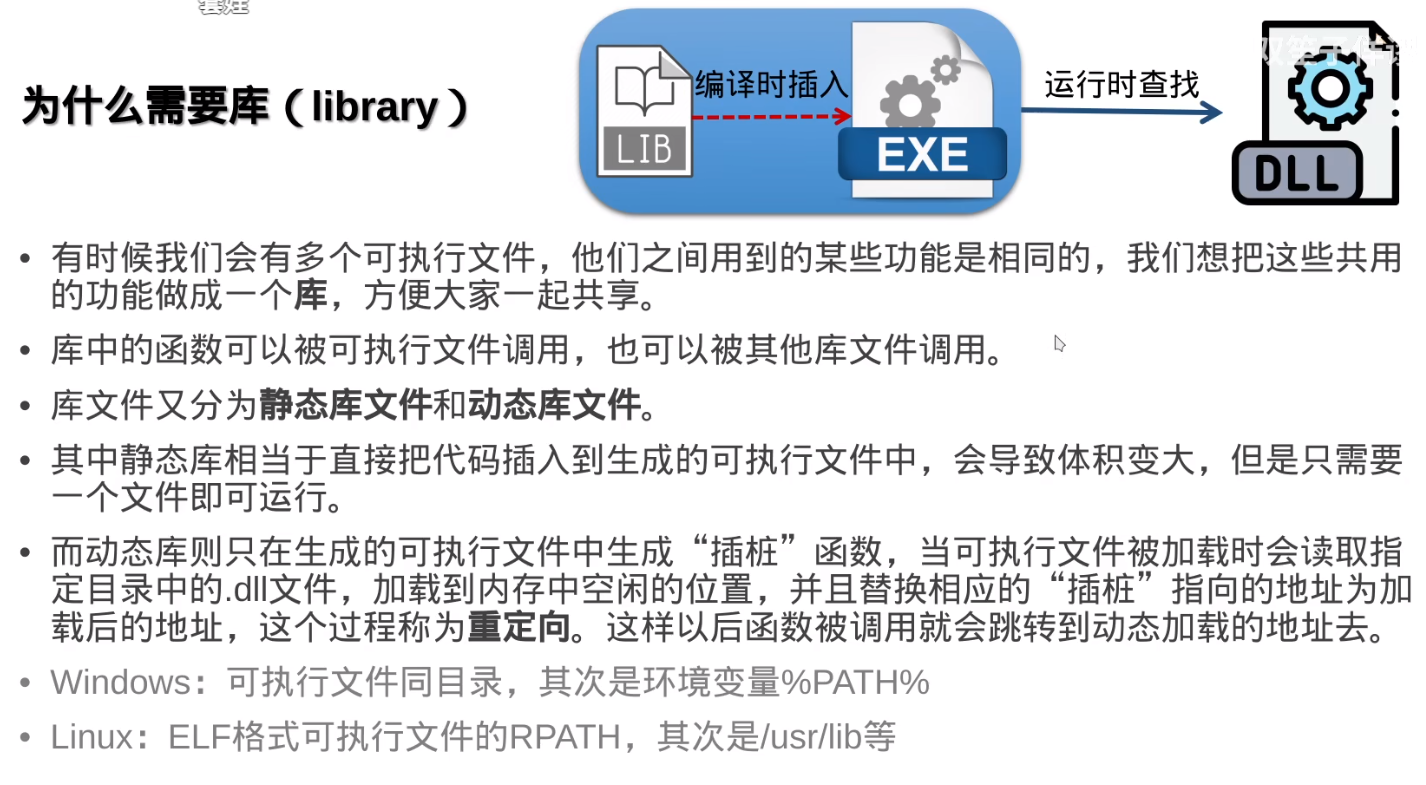 为什么需要库（library）
LIB
编译时插入
EXE
运行时查找
DLL
• 有时候我们会有多个可执行文件，他们之间用到的某些功能是相同的，我们想把这些共用
的功能做成一个库，方便大家一起共享。
• 库中的函数可以被可执行文件调用，也可以被其他库文件调用。
• 库文件又分为静态库文件和动态库文件。
• 其中静态库相当于直接把代码插入到生成的可执行文件中，会导致体积变大，但是只需要
一个文件即可运行。
• 而动态库则只在生成的可执行文件中生成“插桩”函数，当可执行文件被加载时会读取指
定目录中的.dll文件，加载到内存中空闲的位置，并且替换相应的“插桩”指向的地址为加
载后的地址，这个过程称为重定向。这样以后函数被调用就会跳转到动态加载的地址去。
• Windows：可执行文件同目录，其次是环境变量%PATH%
• Linux：ELF格式可执行文件的RPATH，其次是/usr/lib等